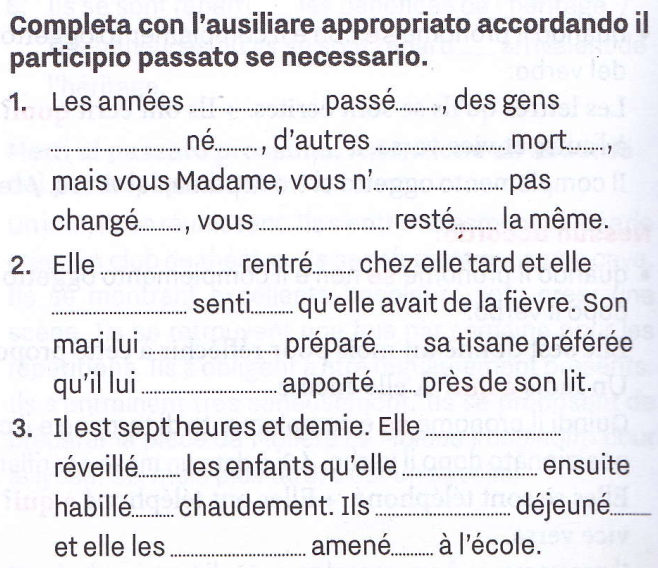 Completa con l'ausiliare appropriato accordando il
participio passato se necessario.
1. Les années ................ passé......., des gens
................ né......., d'autres ................ mort.......,
mais vous Madame, vous n' ................ pas
changé......., vous ................ resté....... la même.
2. Elle ................ rentré....... chez elle tard et elle
................ senti....... qu'elle avait de la fièvre. Son
mari lui ................ préparé....... sa tisane préférée
qu'il lui ................ apporté....... près de son lit.
3. Il est sept heures et demie. Elle ................
réveillé....... les enfants qu'elle ................ ensuite
habillé....... chaudement. Ils ................ déjeuné.......
et elle les ................ amené....... à l'école.